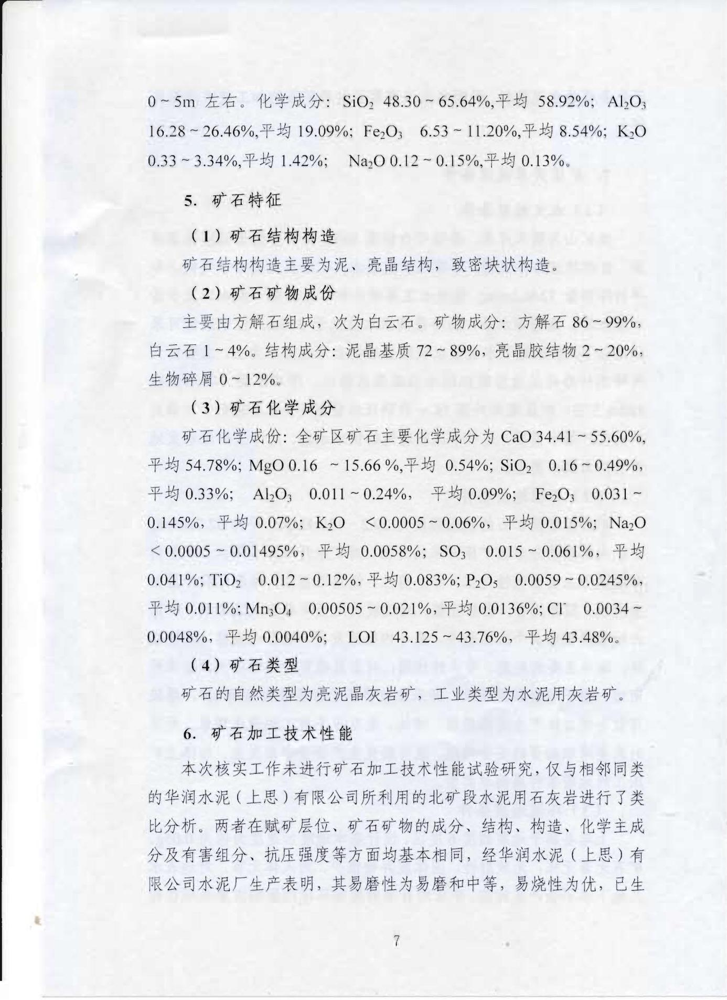 0～5m 左右。化学成分：SiO₂ 48.30～65.64%,平均 58.92%；Al₂O₃
16.28～26.46%,平均 19.09%；Fe₂O₃ 6.53～11.20%,平均 8.54%；K₂O
0.33～3.34%,平均 1.42%； Na₂O 0.12～0.15%,平均 0.13%。
5. 矿石特征
（1）矿石结构构造
矿石结构构造主要为泥、亮晶结构，致密块状构造。
（2）矿石矿物成份
主要由方解石组成，次为白云石。矿物成分：方解石 86～99%，
白云石 1～4%。结构成分：泥晶基质 72～89%，亮晶胶结物 2～20%，
生物碎屑 0～12%。
（3）矿石化学成分
矿石化学成份：全矿区矿石主要化学成分为 CaO 34.41～55.60%,
平均 54.78%; MgO 0.16 ～15.66 %,平均 0.54%; SiO₂ 0.16～0.49%，
平均 0.33%； Al₂O₃ 0.011～0.24%， 平均 0.09%； Fe₂O₃ 0.031～
0.145%，平均 0.07%；K₂O ＜0.0005～0.06%，平均 0.015%；Na₂O
＜0.0005～0.01495%，平均 0.0058%；SO₃ 0.015～0.061%，平均
0.041%; TiO₂ 0.012～0.12%, 平均 0.083%; P₂O₅ 0.0059～0.0245%，
平均 0.011%; Mn₃O₄ 0.00505～0.021%, 平均 0.0136%; Cl⁻ 0.0034～
0.0048%，平均 0.0040%； LOI 43.125～43.76%，平均 43.48%。
（4）矿石类型
矿石的自然类型为亮泥晶灰岩矿，工业类型为水泥用灰岩矿。
6. 矿石加工技术性能
本次核实工作未进行矿石加工技术性能试验研究，仅与相邻同类
的华润水泥（上思）有限公司所利用的北矿段水泥用石灰岩进行了类
比分析。两者在赋矿层位、矿石矿物的成分、结构、构造、化学主成
分及有害组分、抗压强度等方面均基本相同，经华润水泥（上思）有
限公司水泥厂生产表明，其易磨性为易磨和中等，易烧性为优，已生
7